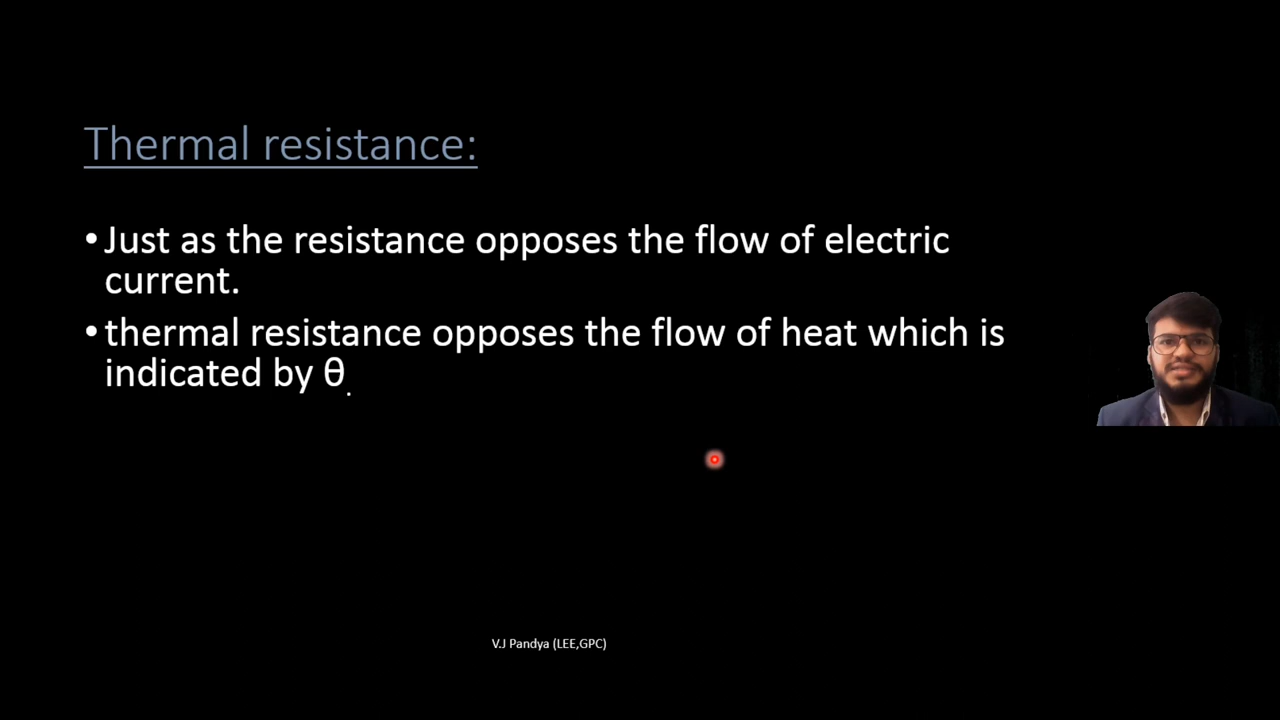 Thermal resistance:
•Just as the resistance opposes the flow of electric
current.
•thermal resistance opposes the flow of heat which is
indicated by θ.
V.J Pandya (LEE,GPC)